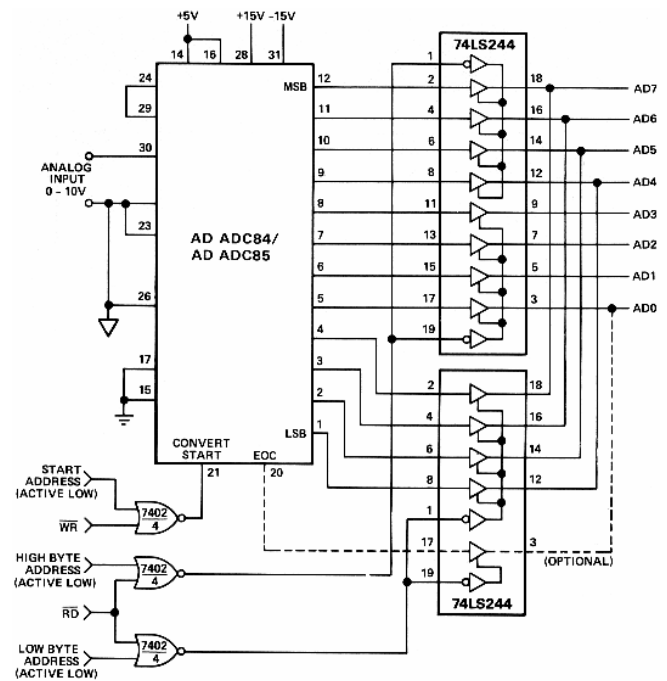 +5V
+15V -15V
14 16 28 31
74LS244
1
24
MSB 12 2 18 AD7
29
11 4 16 AD6
10 6 14 AD5
30
ANALOG
INPUT
0 – 10V
9 8 12 AD4
8 11 9 AD3
23
AD ADC84/
AD ADC85
7 13 7 AD2
6 15 5 AD1
26
5 17 3 AD0
4 19
17
3
2 18
15
2
4 16
LSB 1
6 14
CONVERT
START
EOC
8 12
21 20
START
ADDRESS
(ACTIVE LOW)
7402
4
1
WR
17 3
(OPTIONAL)
HIGH BYTE
ADDRESS
(ACTIVE LOW)
7402
4
19
74LS244
RD
7402
4
LOW BYTE
ADDRESS
(ACTIVE LOW)